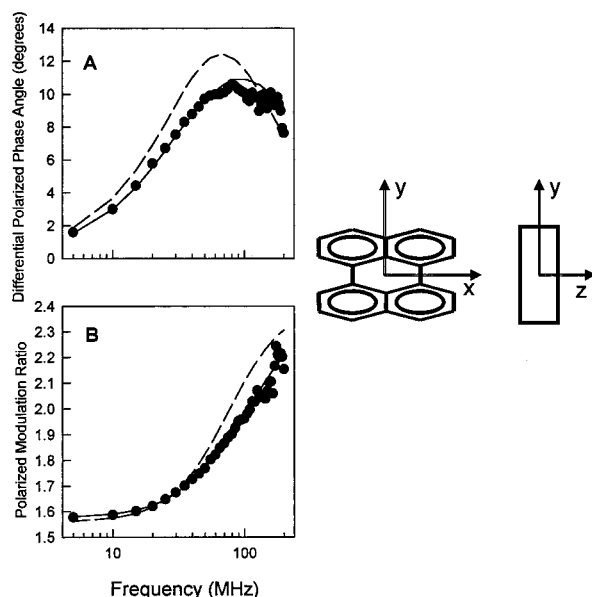 Differential Polarized Phase Angle (degrees)
14
12
10
8
6
4
2
0
A
Polarized Modulation Ratio
2.4
2.3
2.2
2.1
2.0
1.9
1.8
1.7
1.6
1.5
B
10 100
Frequency (MHz)
y
x
y
z